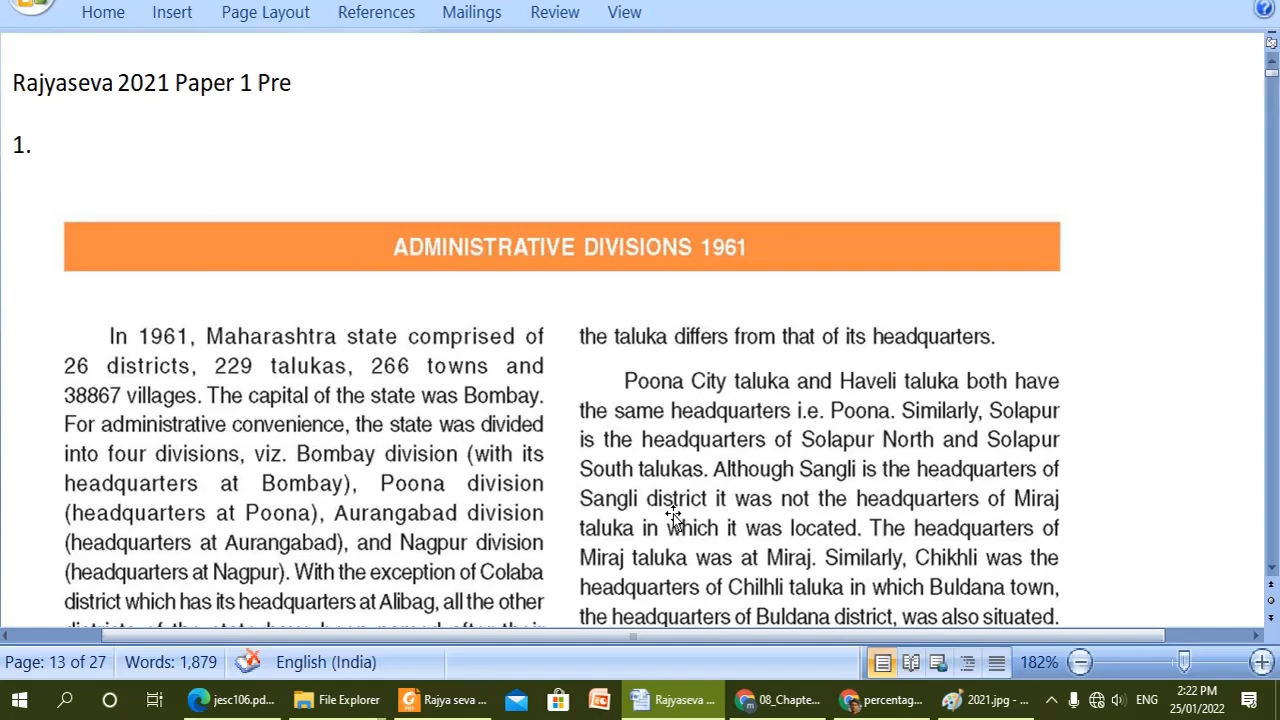 Home Insert Page Layout References Mailings Review View
Rajyaseva 2021 Paper 1 Pre
1.
ADMINISTRATIVE DIVISIONS 1961
In 1961, Maharashtra state comprised of
26 districts, 229 talukas, 266 towns and
38867 villages. The capital of the state was Bombay.
For administrative convenience, the state was divided
into four divisions, viz. Bombay division (with its
headquarters at Bombay), Poona division
(headquarters at Poona), Aurangabad division
(headquarters at Aurangabad), and Nagpur division
(headquarters at Nagpur). With the exception of Colaba
district which has its headquarters at Alibag, all the other
the taluka differs from that of its headquarters.
Poona City taluka and Haveli taluka both have
the same headquarters i.e. Poona. Similarly, Solapur
is the headquarters of Solapur North and Solapur
South talukas. Although Sangli is the headquarters of
Sangli district it was not the headquarters of Miraj
taluka in which it was located. The headquarters of
Miraj taluka was at Miraj. Similarly, Chikhli was the
headquarters of Chilhli taluka in which Buldana town,
the headquarters of Buldana district, was also situated.
Page: 13 of 27 Words: 1,879 English (India) 182%
jesc106.pd... File Explorer Rajya seva ... Rajyaseva ... 08_Chapte... percentag... 2021.jpg - ... ENG
2:22 PM
25/01/2022